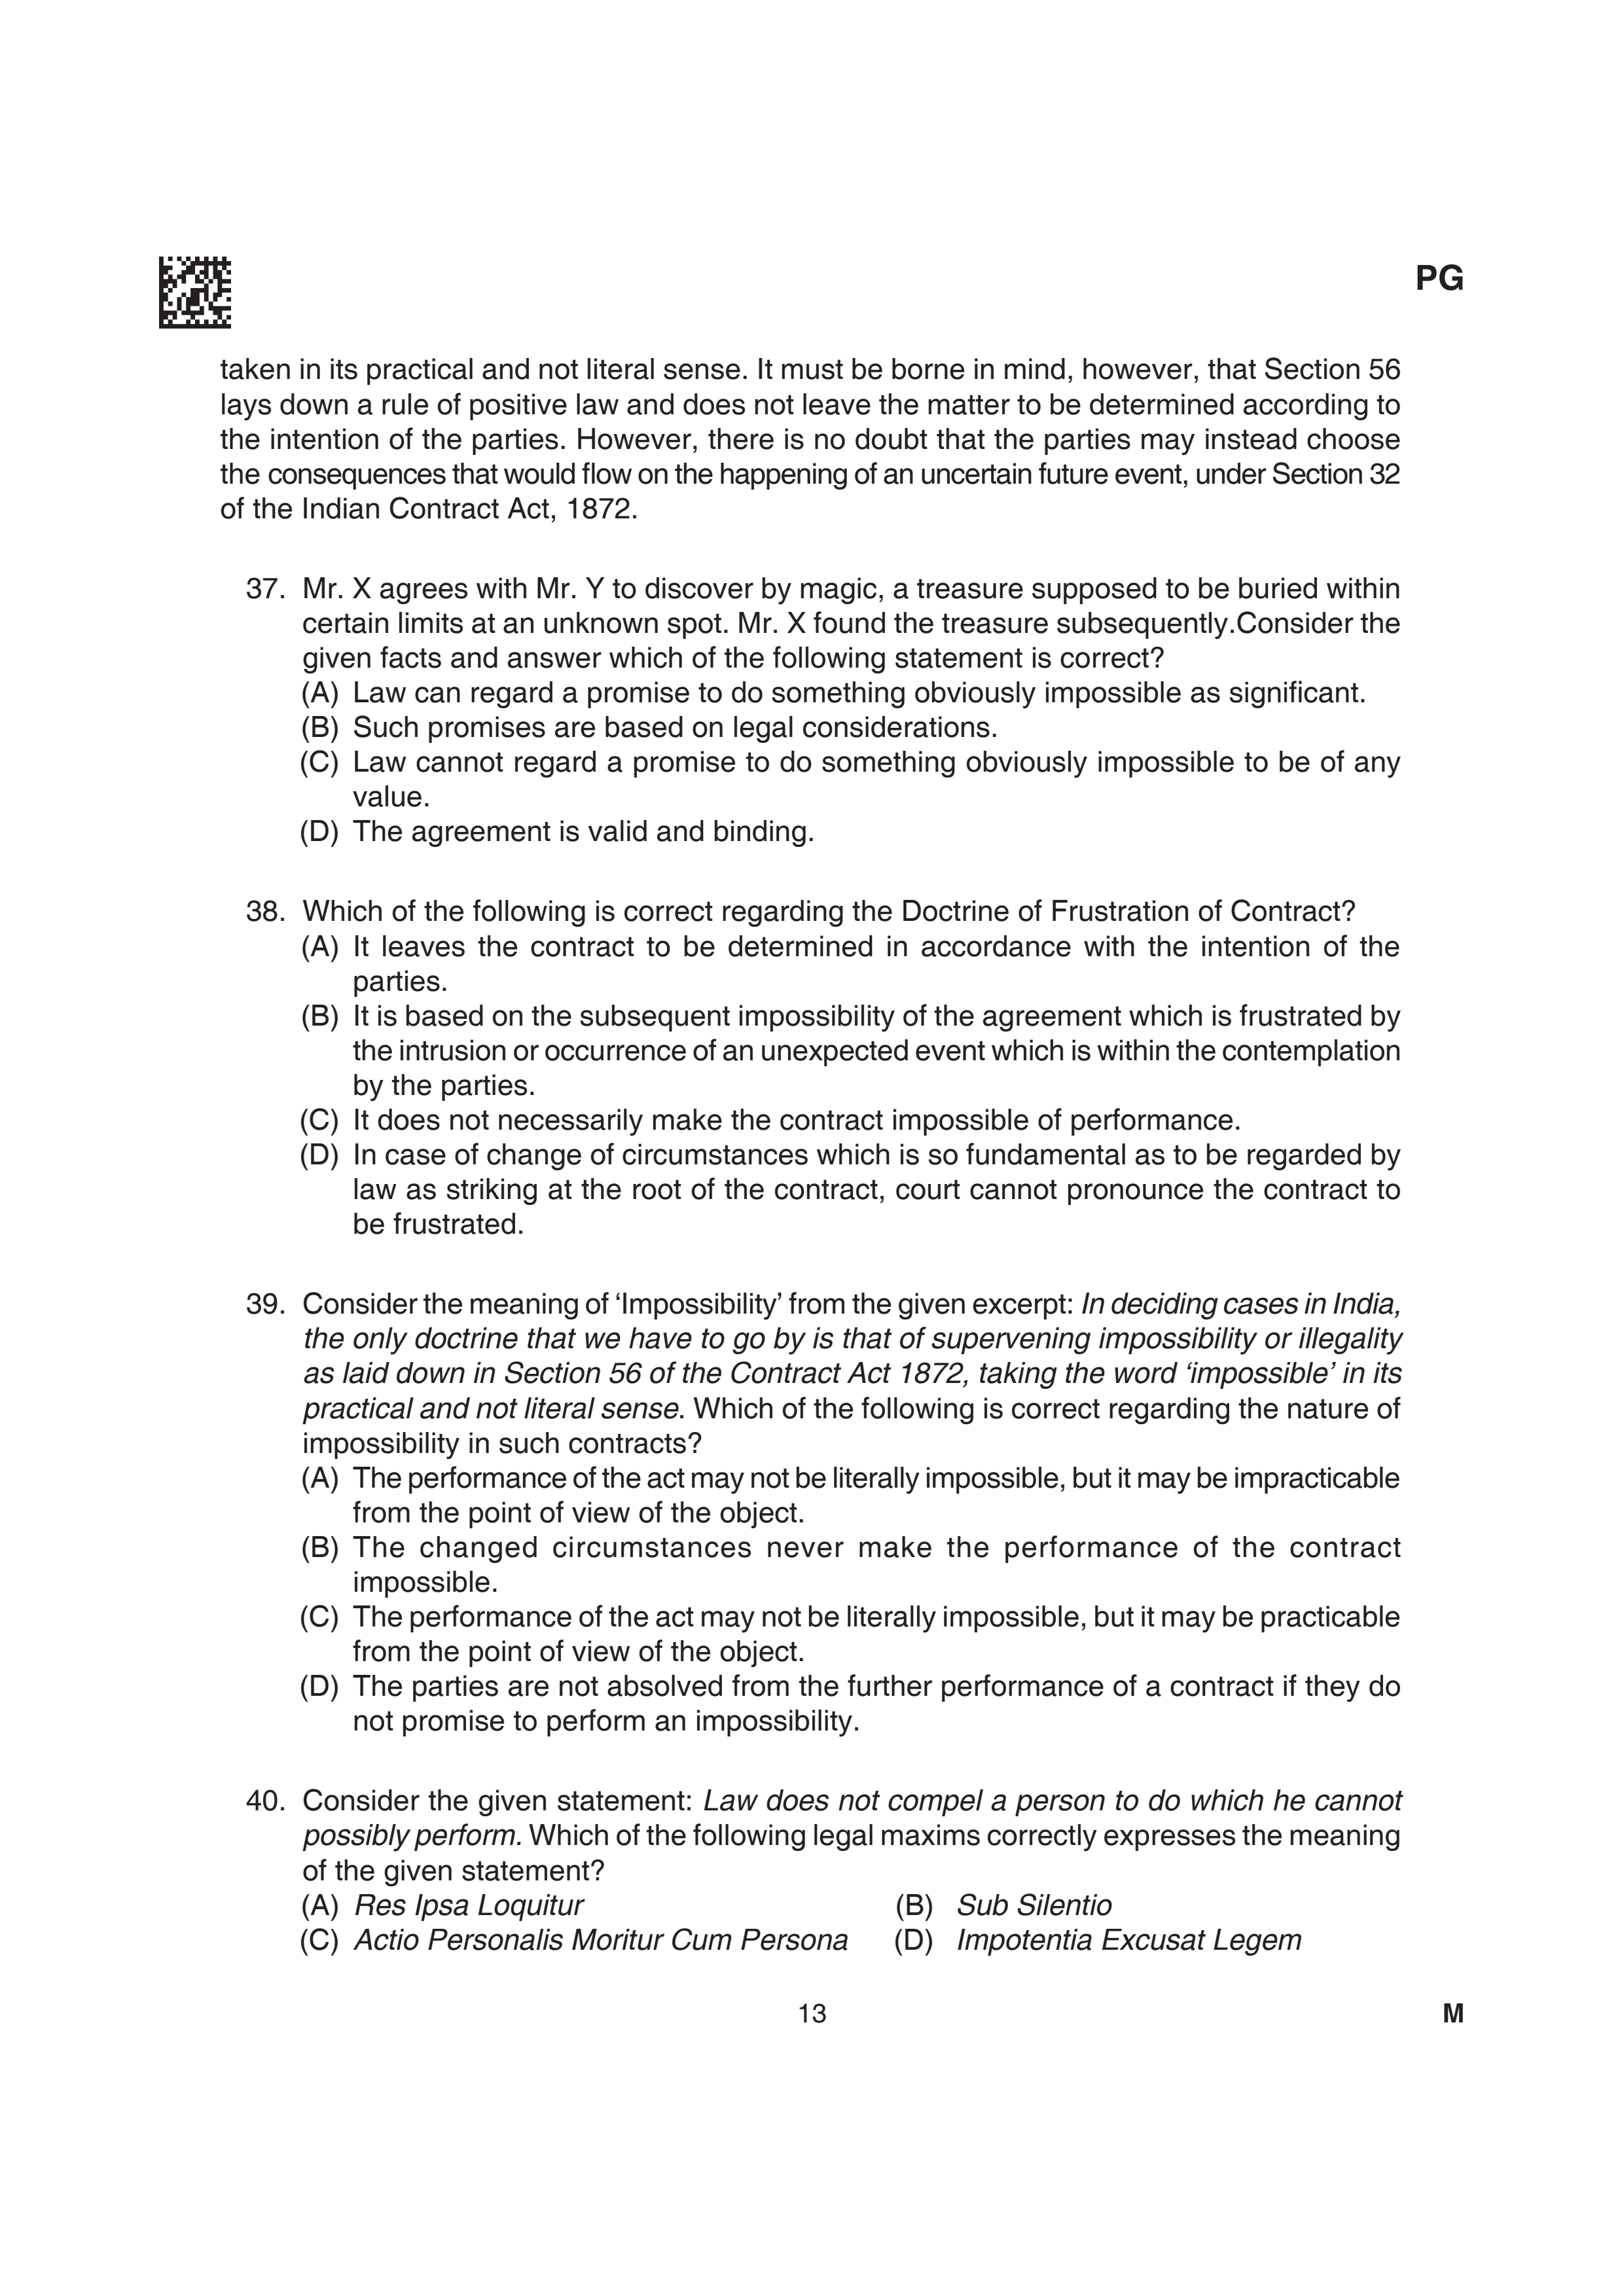 PG
taken in its practical and not literal sense. It must be borne in mind, however, that Section 56
lays down a rule of positive law and does not leave the matter to be determined according to
the intention of the parties. However, there is no doubt that the parties may instead choose
the consequences that would flow on the happening of an uncertain future event, under Section 32
of the Indian Contract Act, 1872.
37. Mr. X agrees with Mr. Y to discover by magic, a treasure supposed to be buried within
certain limits at an unknown spot. Mr. X found the treasure subsequently.Consider the
given facts and answer which of the following statement is correct?
(A) Law can regard a promise to do something obviously impossible as significant.
(B) Such promises are based on legal considerations.
(C) Law cannot regard a promise to do something obviously impossible to be of any
value.
(D) The agreement is valid and binding.
38. Which of the following is correct regarding the Doctrine of Frustration of Contract?
(A) It leaves the contract to be determined in accordance with the intention of the
parties.
(B) It is based on the subsequent impossibility of the agreement which is frustrated by
the intrusion or occurrence of an unexpected event which is within the contemplation
by the parties.
(C) It does not necessarily make the contract impossible of performance.
(D) In case of change of circumstances which is so fundamental as to be regarded by
law as striking at the root of the contract, court cannot pronounce the contract to
be frustrated.
39. Consider the meaning of ‘Impossibility’ from the given excerpt: In deciding cases in India,
the only doctrine that we have to go by is that of supervening impossibility or illegality
as laid down in Section 56 of the Contract Act 1872, taking the word ‘impossible’ in its
practical and not literal sense. Which of the following is correct regarding the nature of
impossibility in such contracts?
(A) The performance of the act may not be literally impossible, but it may be impracticable
from the point of view of the object.
(B) The changed circumstances never make the performance of the contract
impossible.
(C) The performance of the act may not be literally impossible, but it may be practicable
from the point of view of the object.
(D) The parties are not absolved from the further performance of a contract if they do
not promise to perform an impossibility.
40. Consider the given statement: Law does not compel a person to do which he cannot
possibly perform. Which of the following legal maxims correctly expresses the meaning
of the given statement?
(A) Res Ipsa Loquitur (B) Sub Silentio
(C) Actio Personalis Moritur Cum Persona (D) Impotentia Excusat Legem
13 M